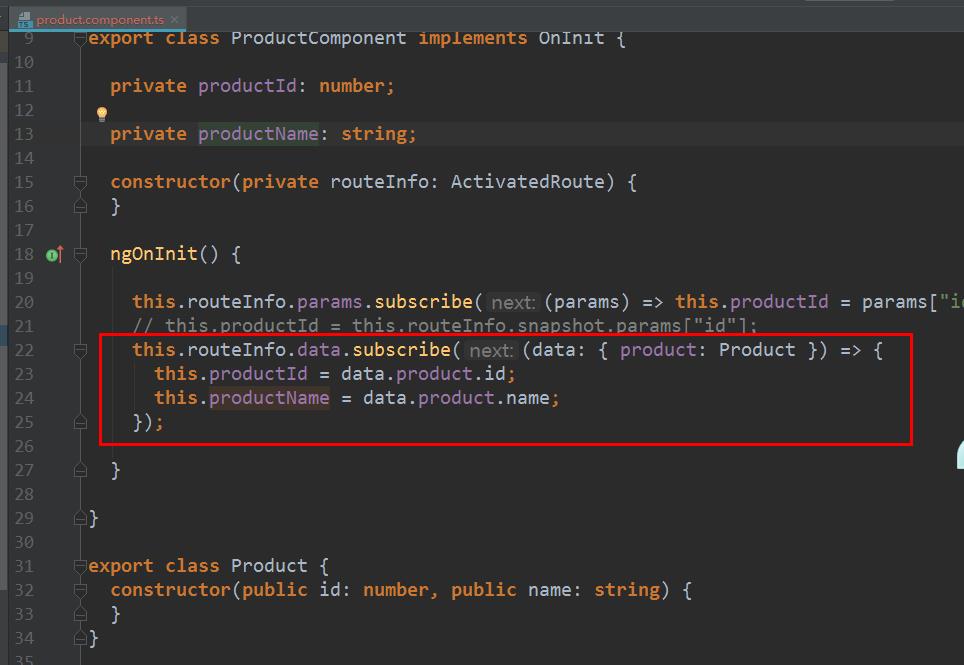 product.component.ts
9 export class ProductComponent implements OnInit {
10
11 private productId: number;
12
13 private productName: string;
14
15 constructor(private routeInfo: ActivatedRoute) {
16 }
17
18 ngOnInit() {
19
20 this.routeInfo.params.subscribe( next: (params) => this.productId = params["id
21 // this.productId = this.routeInfo.snapshot.params["id"];
22 this.routeInfo.data.subscribe( next: (data: { product: Product }) => {
23 this.productId = data.product.id;
24 this.productName = data.product.name;
25 });
26
27 }
28
29 }
30
31 export class Product {
32 constructor(public id: number, public name: string) {
33 }
34 }
35